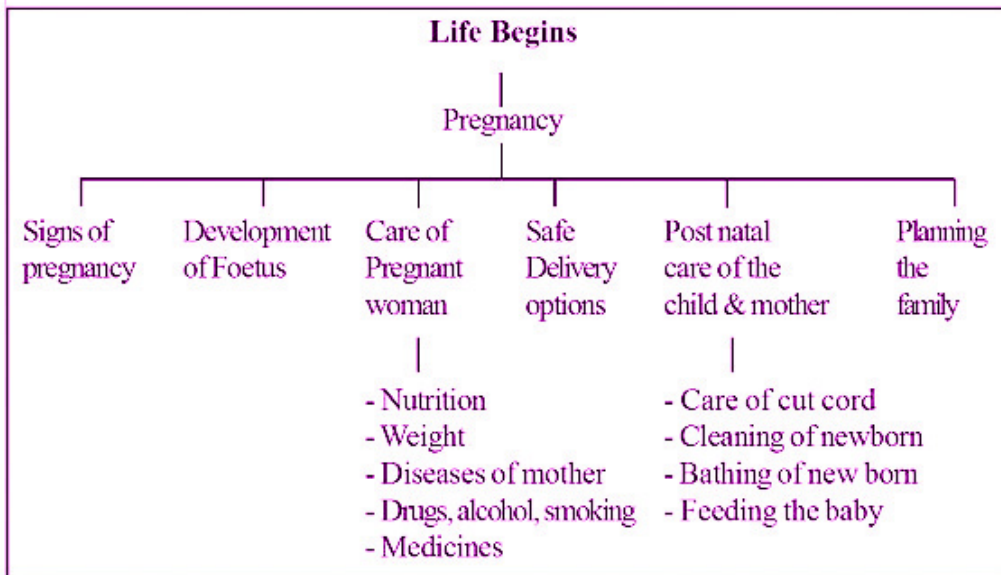 Life Begins
Pregnancy
Signs of
pregnancy
Development
of Foetus
Care of
Pregnant
woman
Safe
Delivery
options
Post natal
care of the
child & mother
Planning
the
family
- Nutrition
- Weight
- Diseases of mother
- Drugs, alcohol, smoking
- Medicines
- Care of cut cord
- Cleaning of newborn
- Bathing of new born
- Feeding the baby